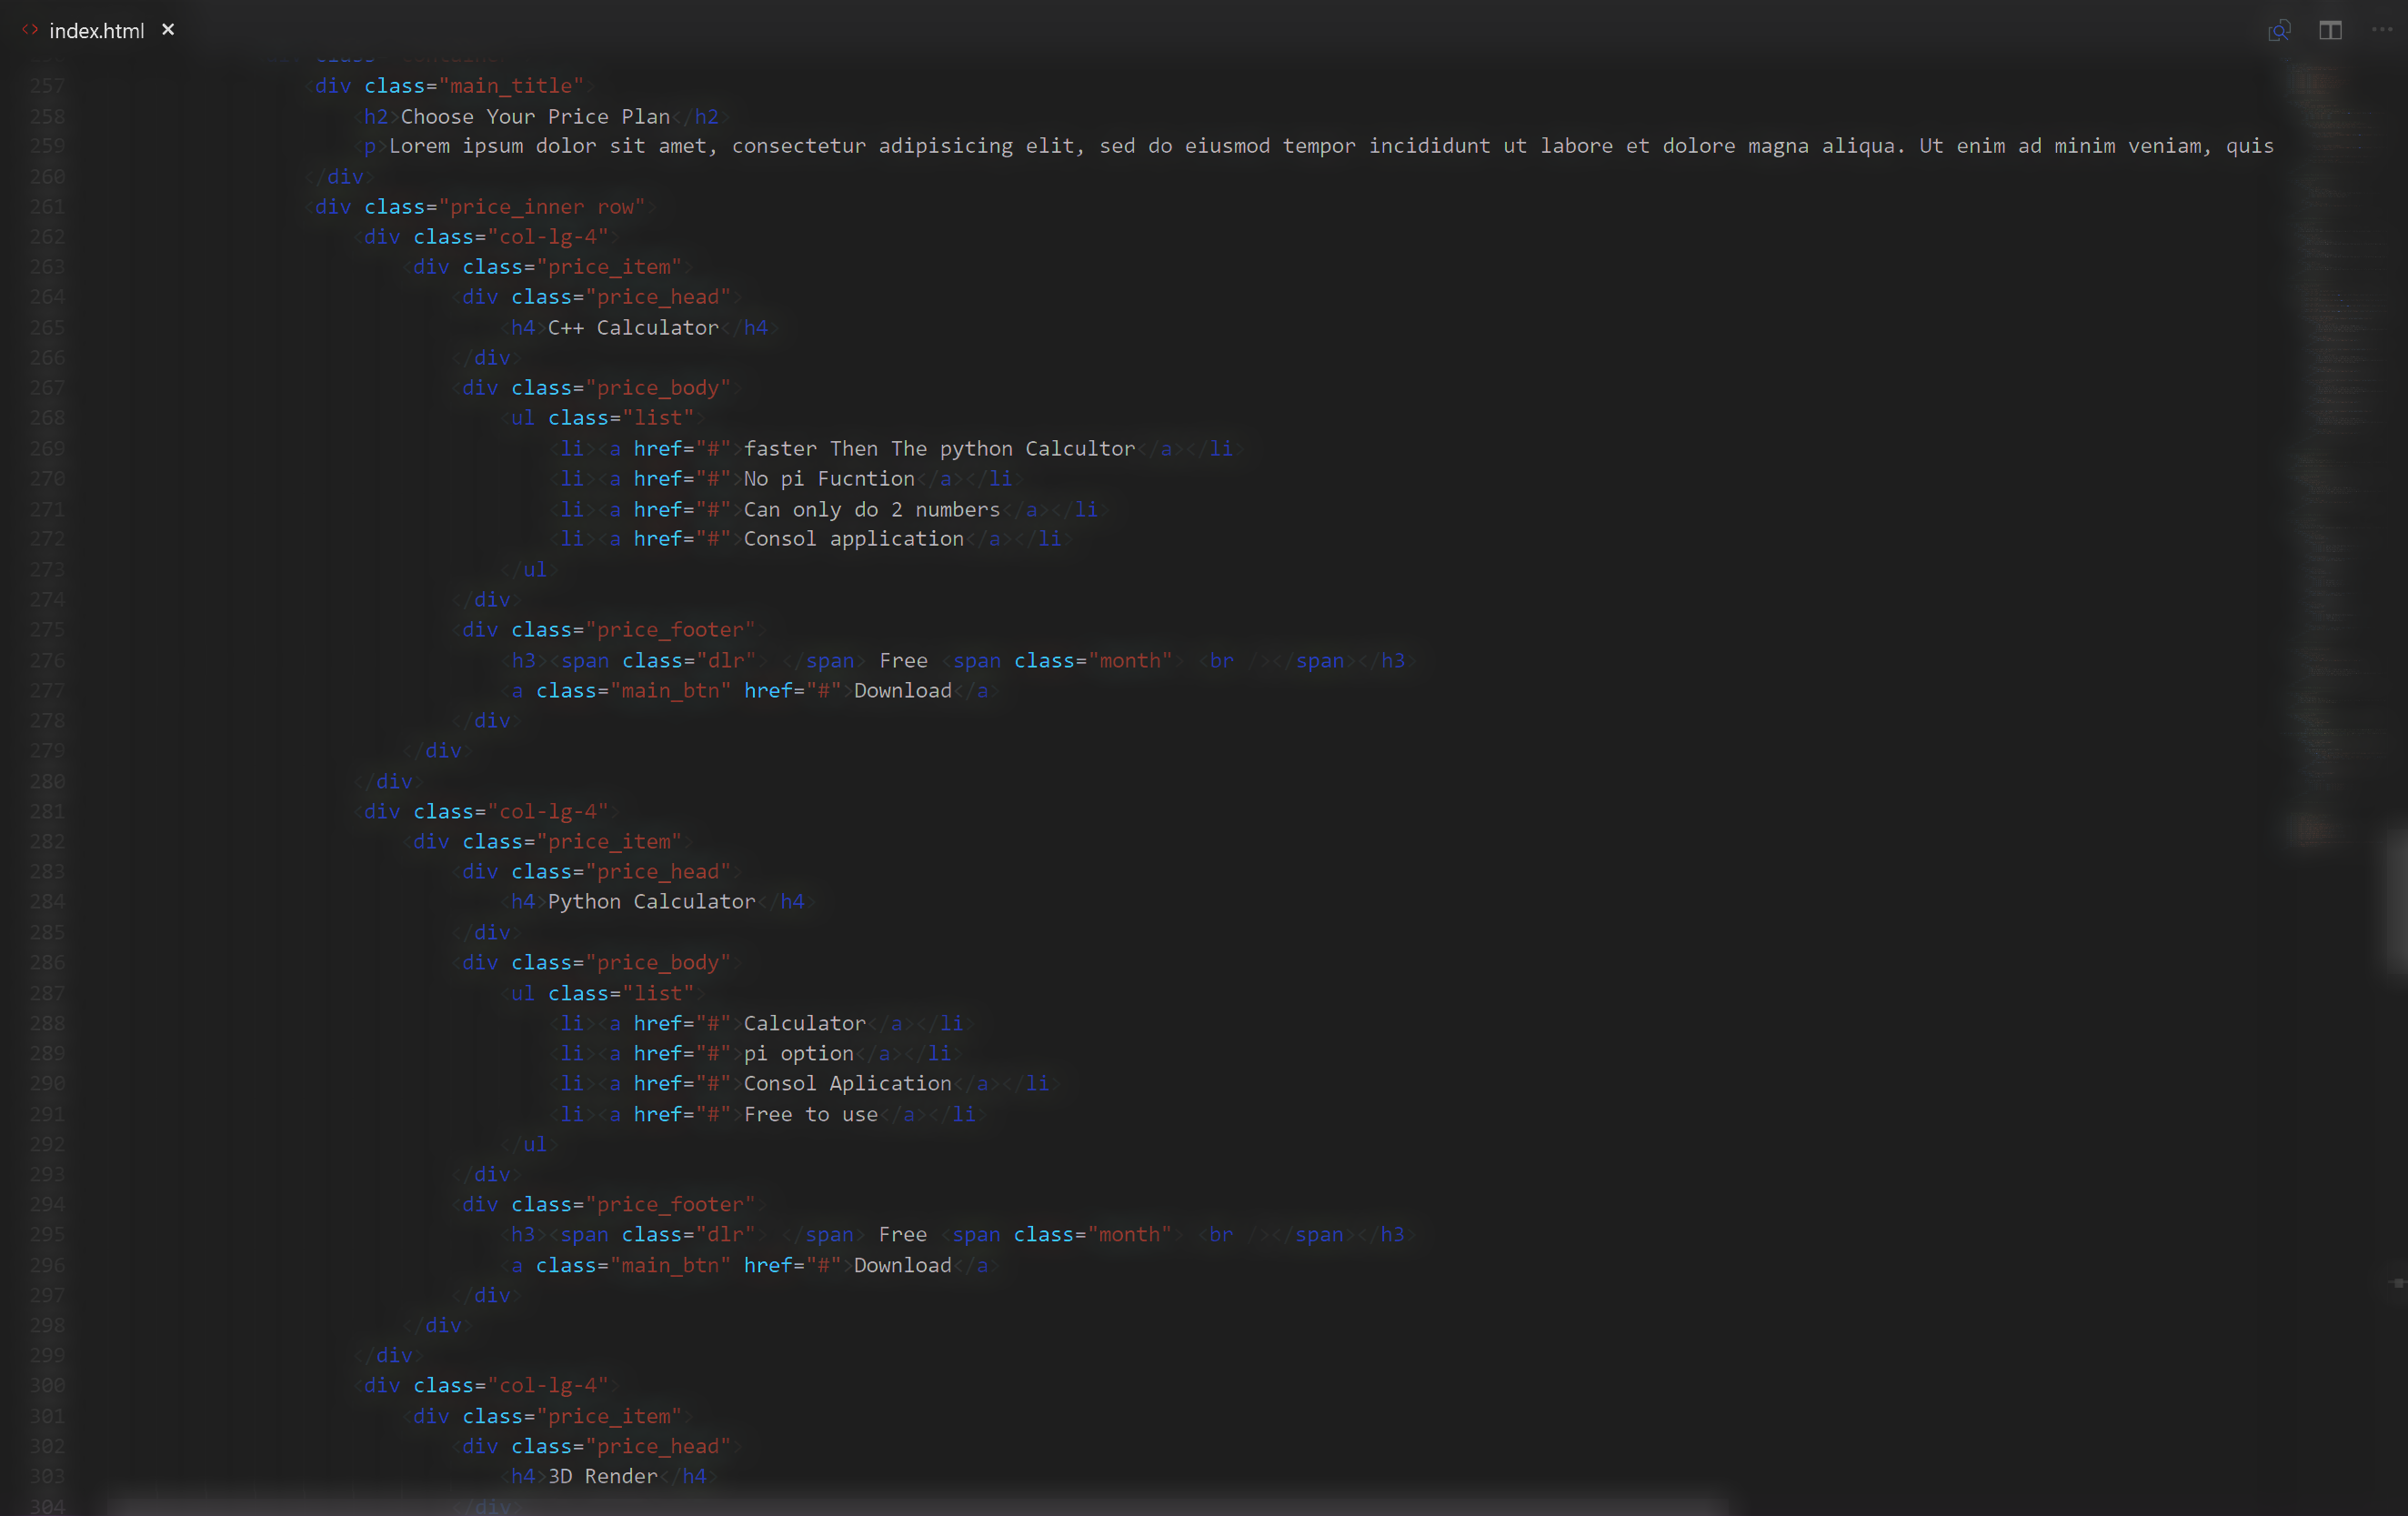 <> index.html ×
257 <div class="main_title">
258 <h2>Choose Your Price Plan</h2>
259 <p>Lorem ipsum dolor sit amet, consectetur adipisicing elit, sed do eiusmod tempor incididunt ut labore et dolore magna aliqua. Ut enim ad minim veniam, quis
260 </div>
261 <div class="price_inner row">
262 <div class="col-lg-4">
263 <div class="price_item">
264 <div class="price_head">
265 <h4>C++ Calculator</h4>
266 </div>
267 <div class="price_body">
268 <ul class="list">
269 <li><a href="#">faster Then The python Calcultor</a></li>
270 <li><a href="#">No pi Fucntion</a></li>
271 <li><a href="#">Can only do 2 numbers</a></li>
272 <li><a href="#">Consol application</a></li>
273 </ul>
274 </div>
275 <div class="price_footer">
276 <h3><span class="dlr"> </span> Free <span class="month"> <br /></span></h3>
277 <a class="main_btn" href="#">Download</a>
278 </div>
279 </div>
280 </div>
281 <div class="col-lg-4">
282 <div class="price_item">
283 <div class="price_head">
284 <h4>Python Calculator</h4>
285 </div>
286 <div class="price_body">
287 <ul class="list">
288 <li><a href="#">Calculator</a></li>
289 <li><a href="#">pi option</a></li>
290 <li><a href="#">Consol Aplication</a></li>
291 <li><a href="#">Free to use</a></li>
292 </ul>
293 </div>
294 <div class="price_footer">
295 <h3><span class="dlr"> </span> Free <span class="month"> <br /></span></h3>
296 <a class="main_btn" href="#">Download</a>
297 </div>
298 </div>
299 </div>
300 <div class="col-lg-4">
301 <div class="price_item">
302 <div class="price_head">
303 <h4>3D Render</h4>
304 </div>